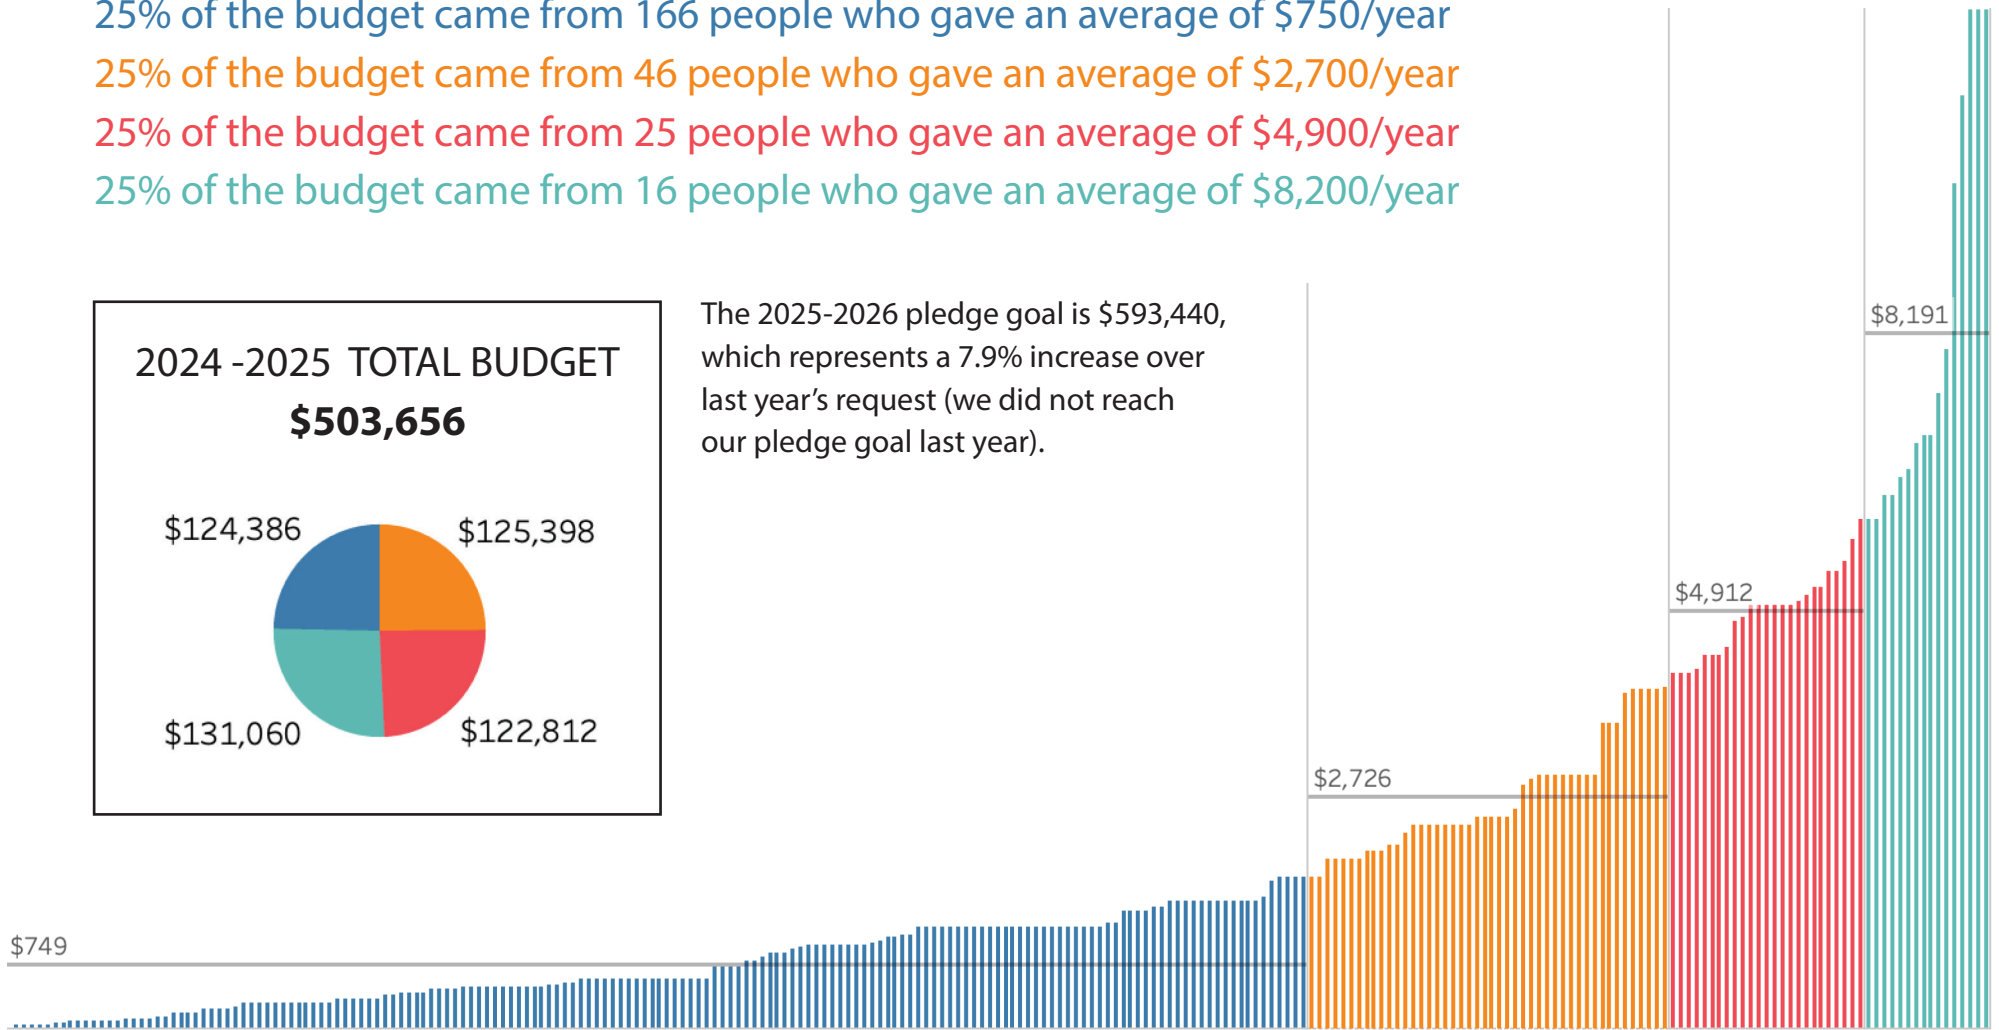 25% of the budget came from 166 people who gave an average of $750/year
25% of the budget came from 46 people who gave an average of $2,700/year
25% of the budget came from 25 people who gave an average of $4,900/year
25% of the budget came from 16 people who gave an average of $8,200/year
2024 -2025 TOTAL BUDGET
$503,656
$124,386
$125,398
$131,060
$122,812
The 2025-2026 pledge goal is $593,440,
which represents a 7.9% increase over
last year’s request (we did not reach
our pledge goal last year).
$8,191
$4,912
$2,726
$749